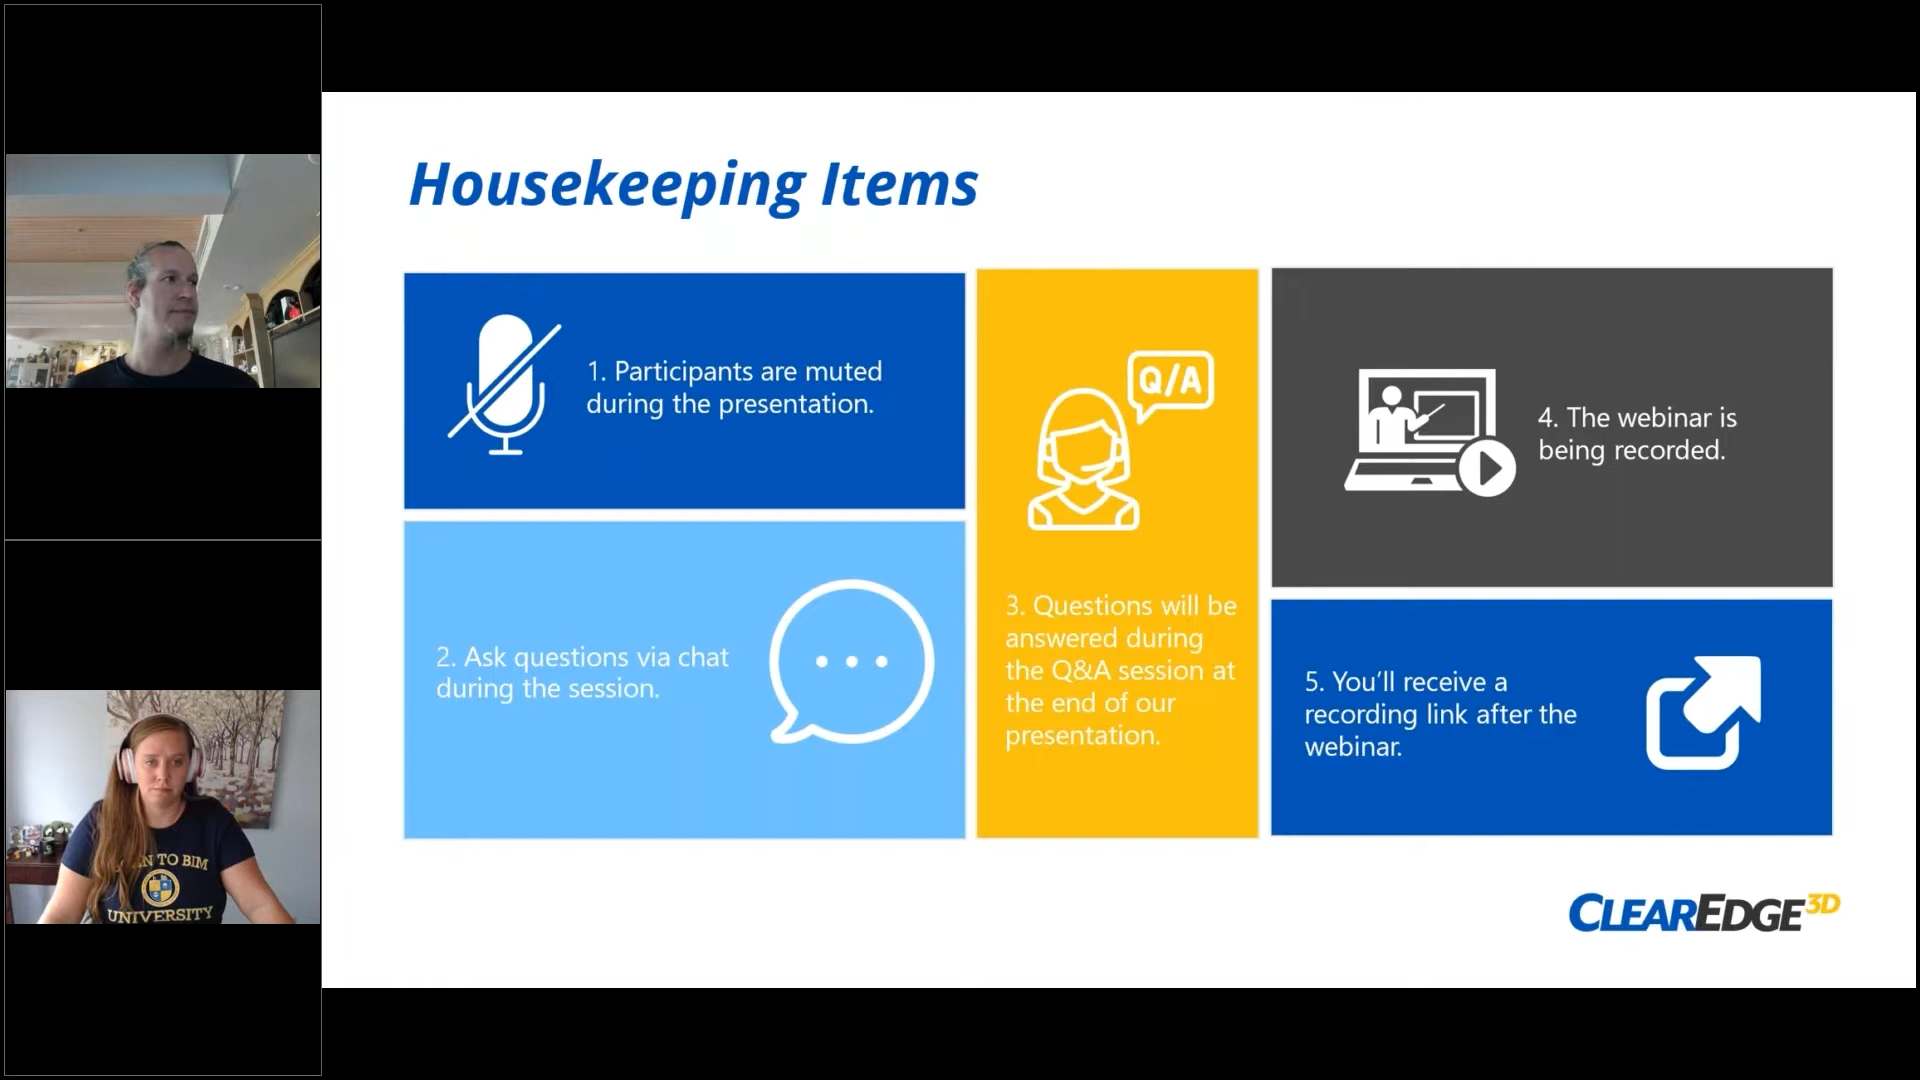 Housekeeping Items
1. Participants are muted
during the presentation.
2. Ask questions via chat
during the session.
Q/A
3. Questions will be
answered during
the Q&A session at
the end of our
presentation.
4. The webinar is
being recorded.
5. You’ll receive a
recording link after the
webinar.
CLEAREDGE3D
TO BIM
UNIVERSITY